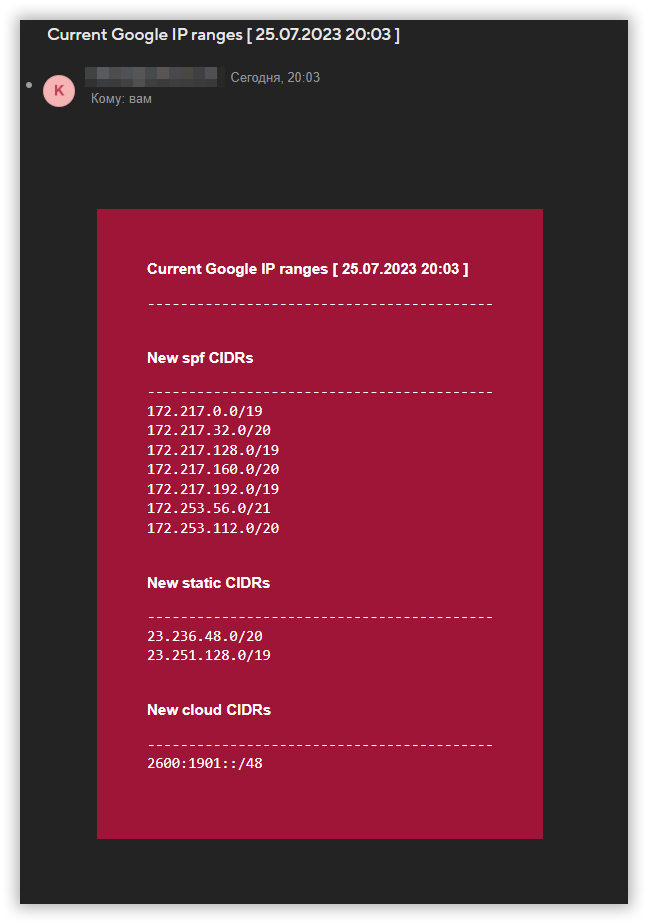 Current Google IP ranges [ 25.07.2023 20:03 ]
K
Сегодня, 20:03
Кому: вам
Current Google IP ranges [ 25.07.2023 20:03 ]
------------------------------------------
New spf CIDRs
------------------------------------------
172.217.0.0/19
172.217.32.0/20
172.217.128.0/19
172.217.160.0/20
172.217.192.0/19
172.253.56.0/21
172.253.112.0/20
New static CIDRs
------------------------------------------
23.236.48.0/20
23.251.128.0/19
New cloud CIDRs
------------------------------------------
2600:1901::/48